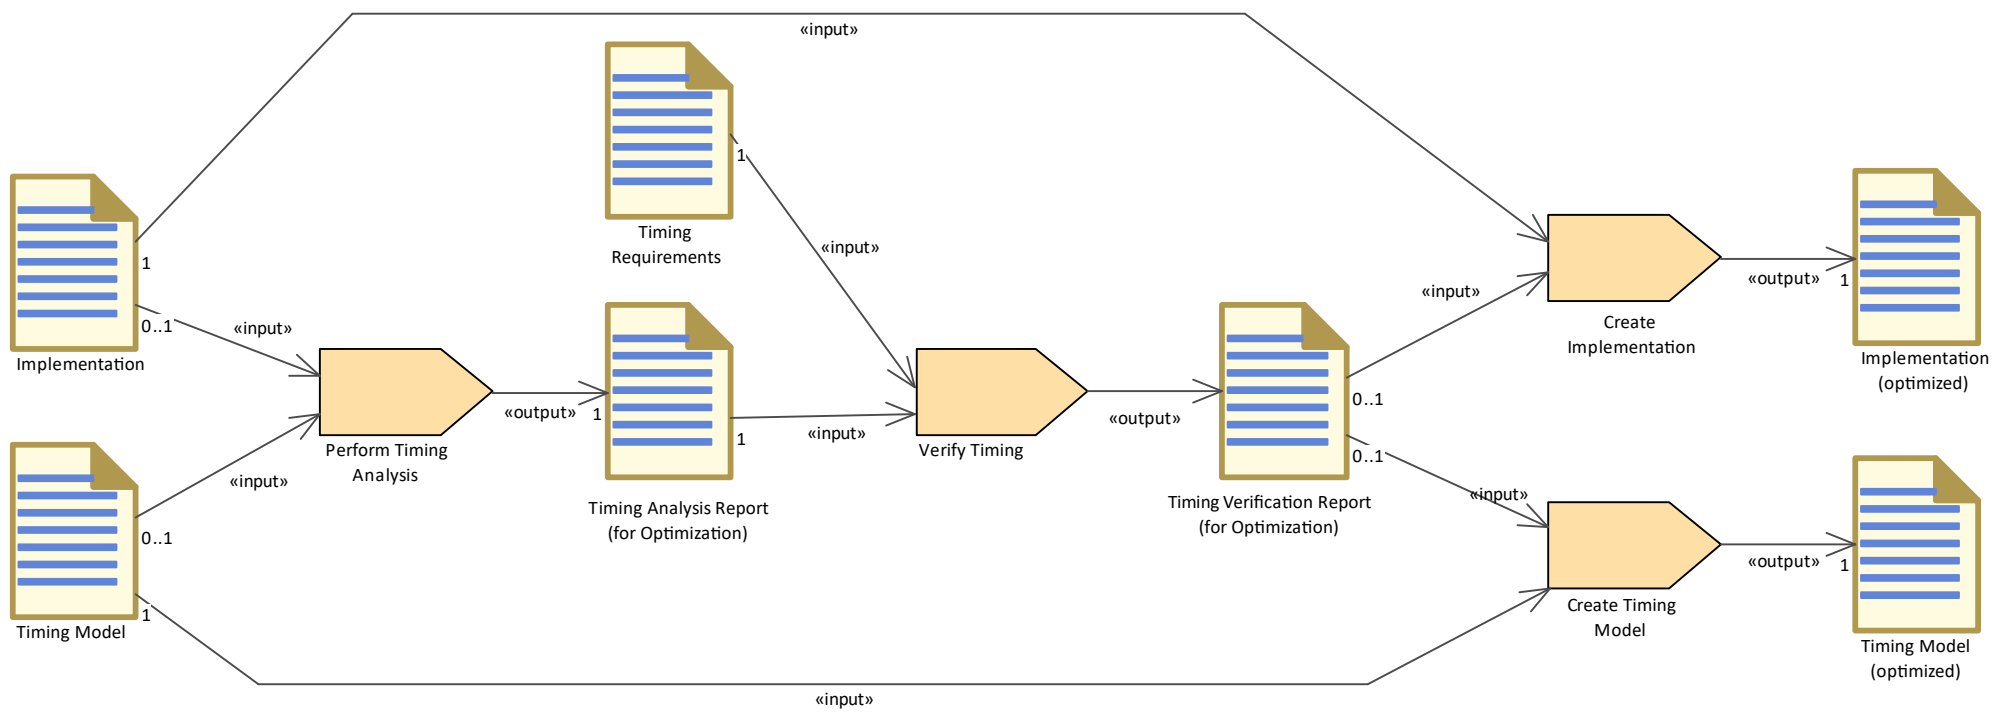 «input»
1
Timing
Requirements
«input»
1
0..1
«input»
Implementation
Perform Timing
Analysis
«input»
0..1
1
Timing Model
«output»
1
Timing Analysis Report
(for Optimization)
1
«input»
Verify Timing
«output»
Timing Verification Report
(for Optimization)
0..1
0..1
«input»
«input»
Create
Implementation
«output»
1
Implementation
(optimized)
Create Timing
Model
«output»
1
Timing Model
(optimized)
«input»